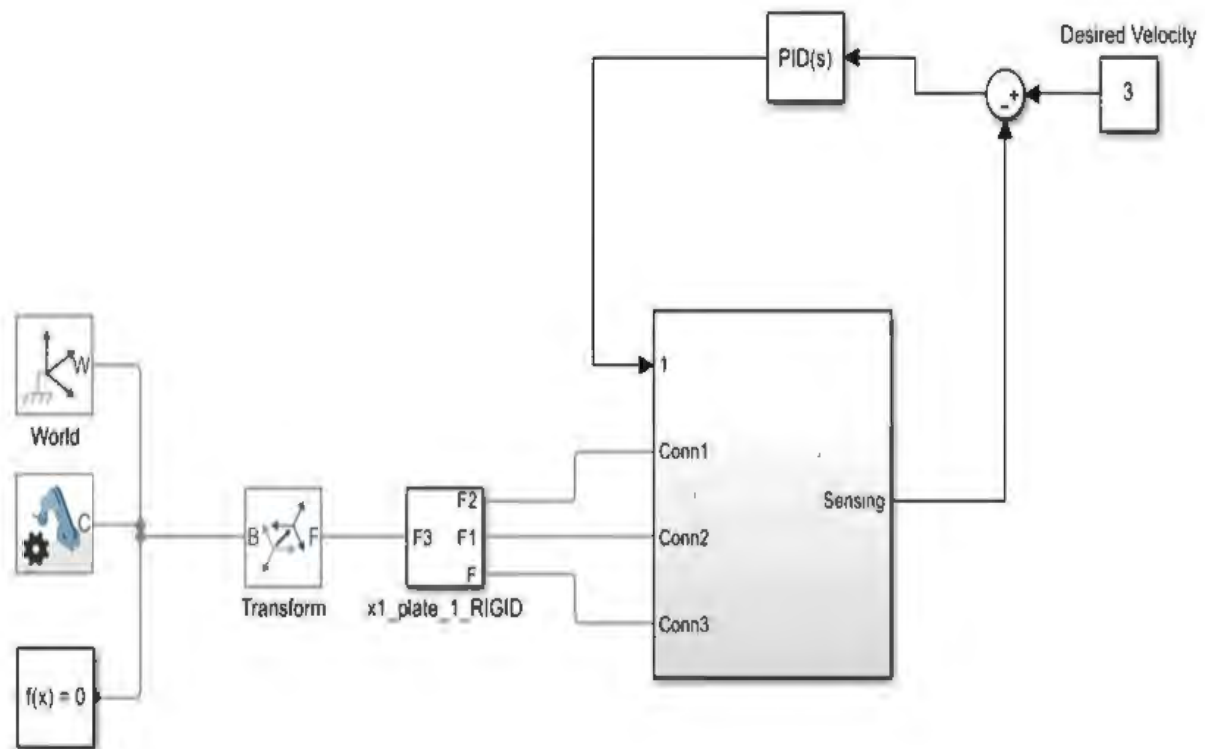 Desired Velocity
PID(s)
3
+
−
W
World
1
Conn1
C
F2
Sensing
B
F
F3
F1
Conn2
F
Transform
x1_plate_1_RIGID
Conn3
f(x) = 0